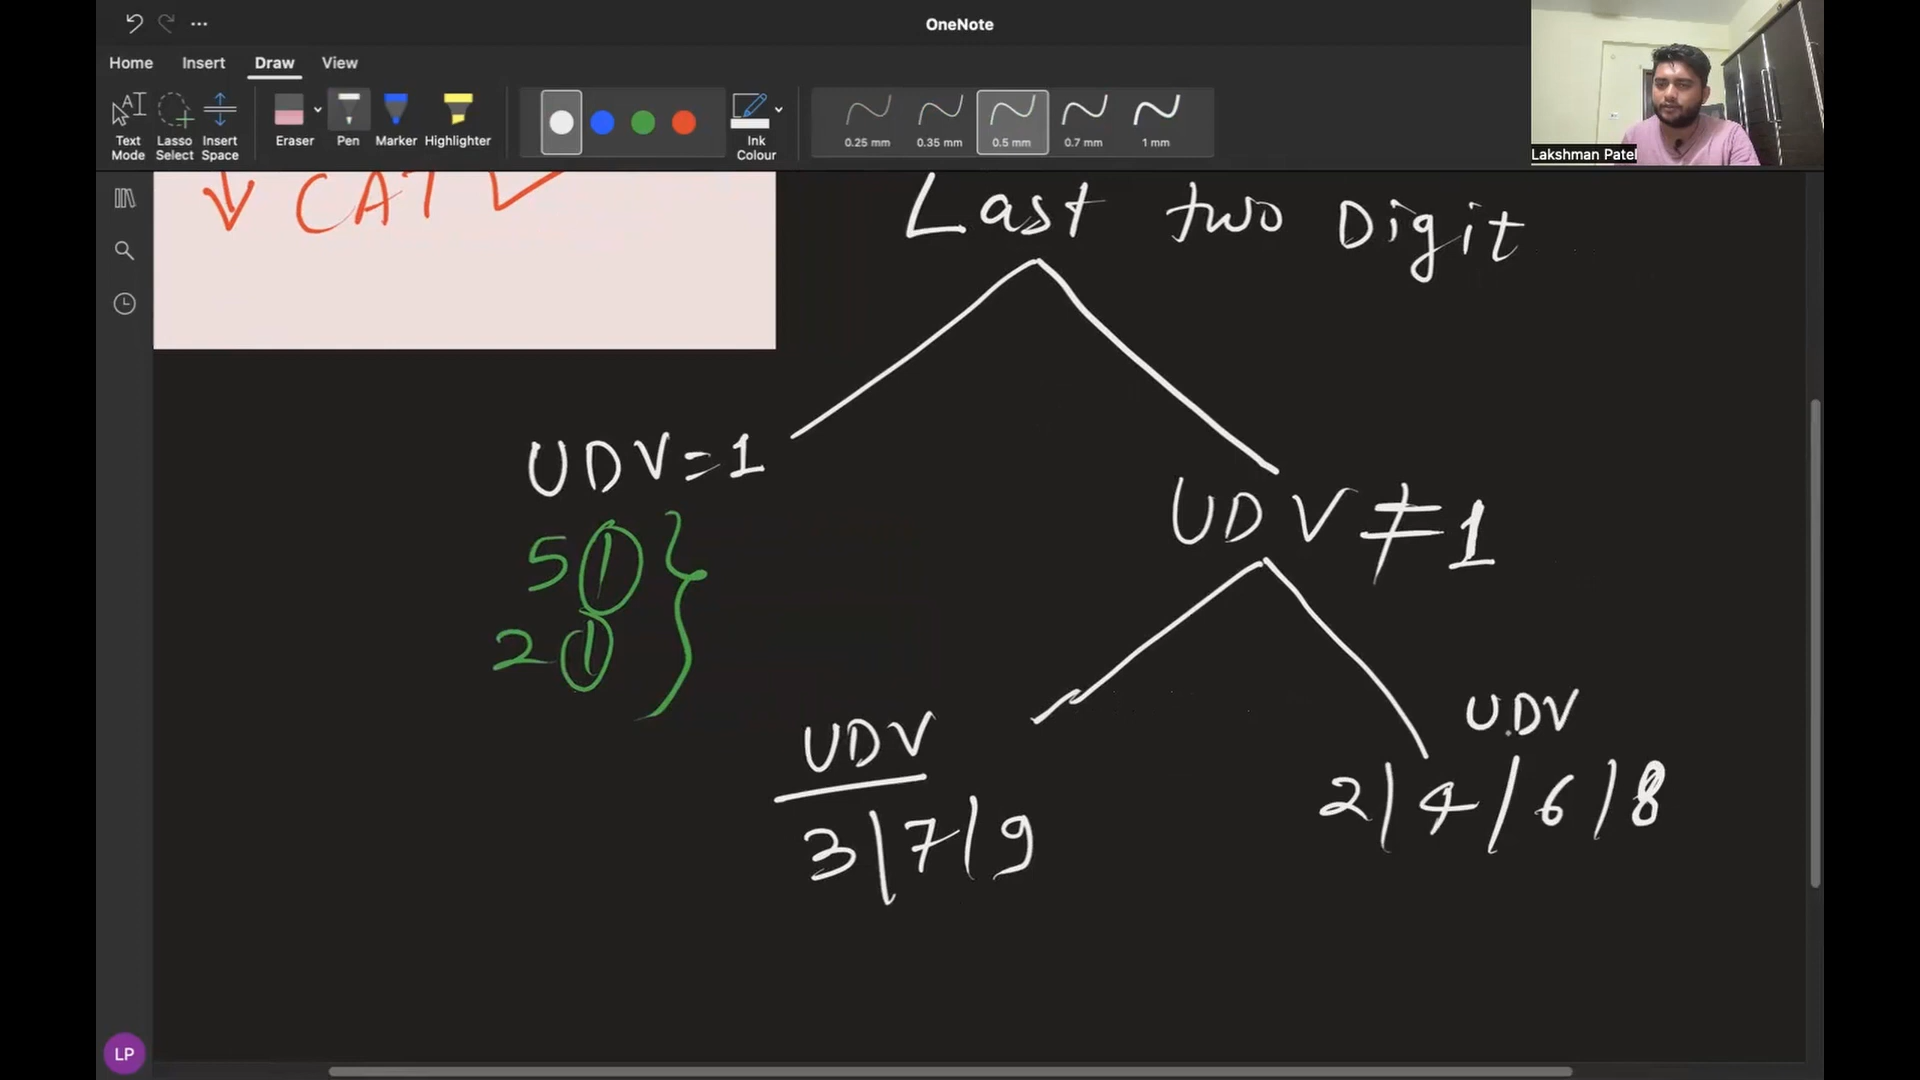 OneNote
Home Insert Draw View
Text Mode
Lasso Select
Insert Space
Eraser
Pen
Marker
Highlighter
Ink Colour
0.25 mm
0.35 mm
0.5 mm
0.7 mm
1 mm
Lakshman Patel
↓ CAT ✓
Last two Digit
UDV=1
UDV≠1
51
21
UDV
3|7|9
UDV
2|4/6/8
LP